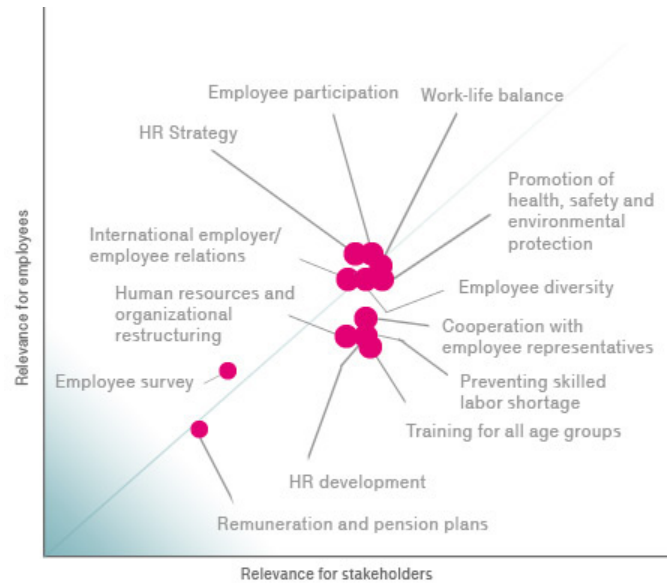 Employee participation
Work-life balance
HR Strategy
Promotion of
health, safety and
environmental
protection
International employer/
employee relations
Employee diversity
Human resources and
organizational
restructuring
Cooperation with
employee representatives
Employee survey
Preventing skilled
labor shortage
Training for all age groups
HR development
Remuneration and pension plans
Relevance for employees
Relevance for stakeholders